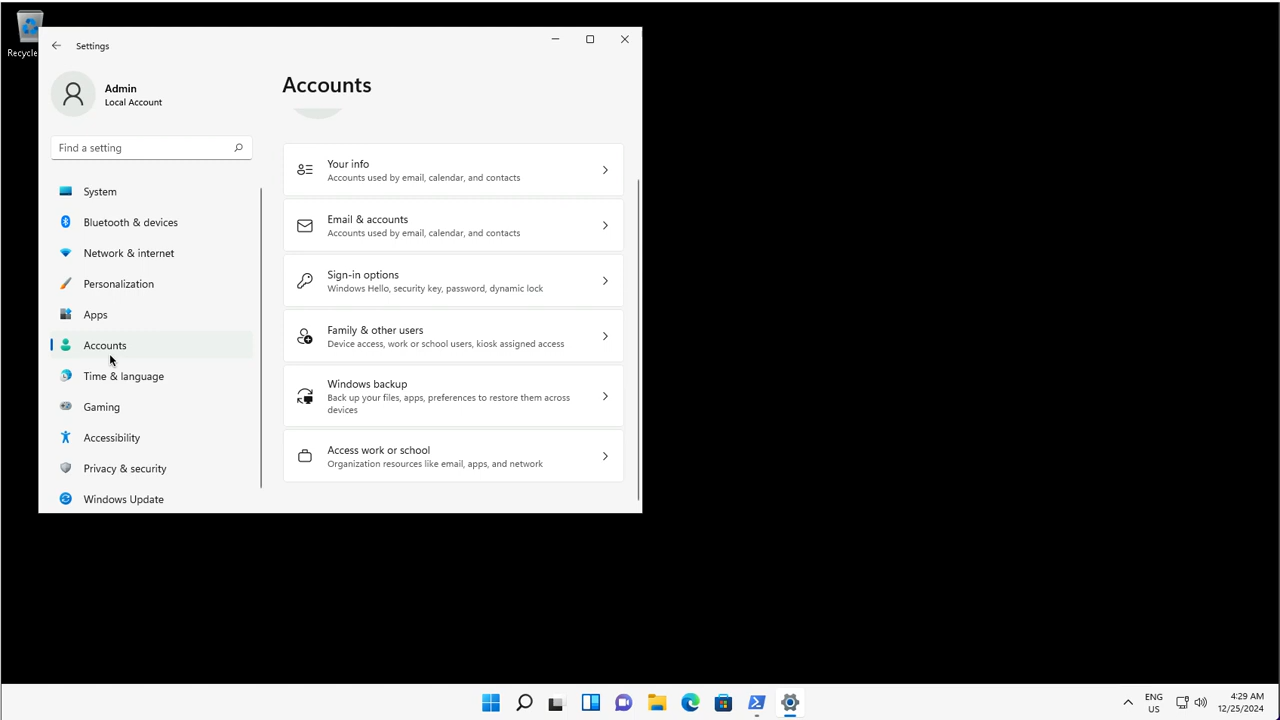 Recycle
Settings
Admin
Local Account
Find a setting
System
Bluetooth & devices
Network & internet
Personalization
Apps
Accounts
Time & language
Gaming
Accessibility
Privacy & security
Windows Update
Accounts
Your info
Accounts used by email, calendar, and contacts
Email & accounts
Accounts used by email, calendar, and contacts
Sign-in options
Windows Hello, security key, password, dynamic lock
Family & other users
Device access, work or school users, kiosk assigned access
Windows backup
Back up your files, apps, preferences to restore them across
devices
Access work or school
Organization resources like email, apps, and network
ENG
US
4:29 AM
12/25/2024